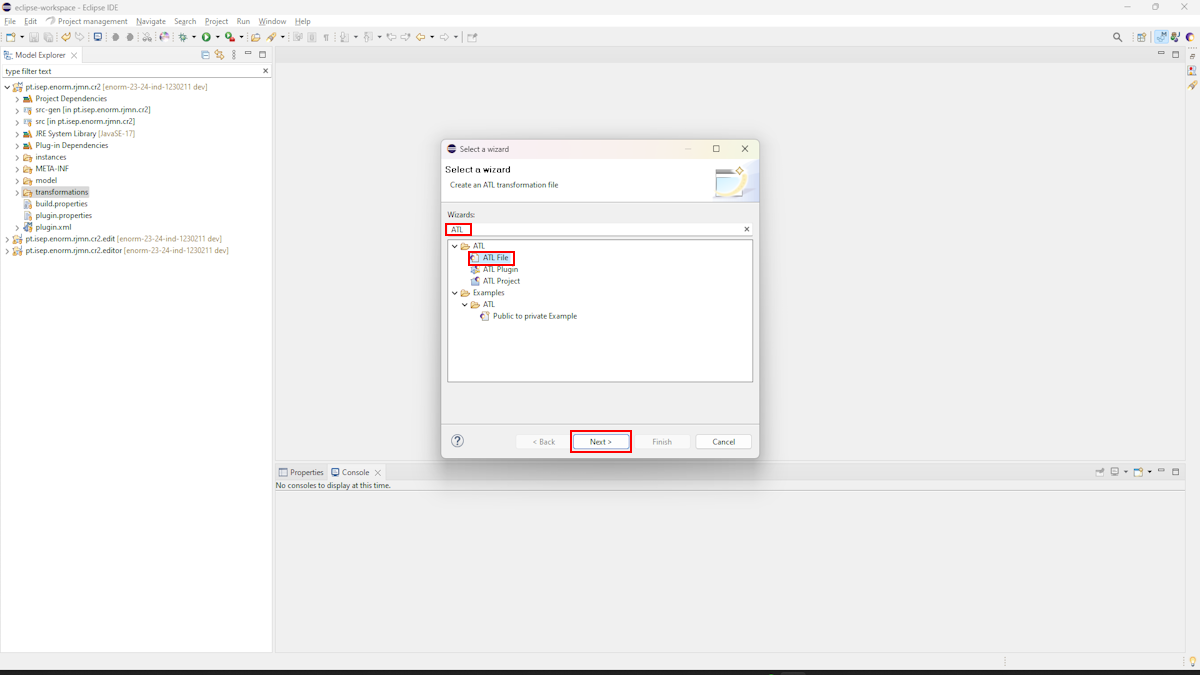 eclipse-workspace - Eclipse IDE
File Edit Project management Navigate Search Project Run Window Help
Model Explorer
type filter text
pt.isep.enorm.rjmn.cr2 [enorm-23-24-ind-1230211 dev]
Project Dependencies
src-gen [in pt.isep.enorm.rjmn.cr2]
src [in pt.isep.enorm.rjmn.cr2]
JRE System Library [JavaSE-17]
Plug-in Dependencies
instances
META-INF
model
transformations
build.properties
plugin.properties
plugin.xml
pt.isep.enorm.rjmn.cr2.edit [enorm-23-24-ind-1230211 dev]
pt.isep.enorm.rjmn.cr2.editor [enorm-23-24-ind-1230211 dev]
Select a wizard
Select a wizard
Create an ATL transformation file
Wizards:
ATL
ATL
ATL File
ATL Plugin
ATL Project
Examples
ATL
Public to private Example
< Back Next > Finish Cancel
Properties Console
No consoles to display at this time.